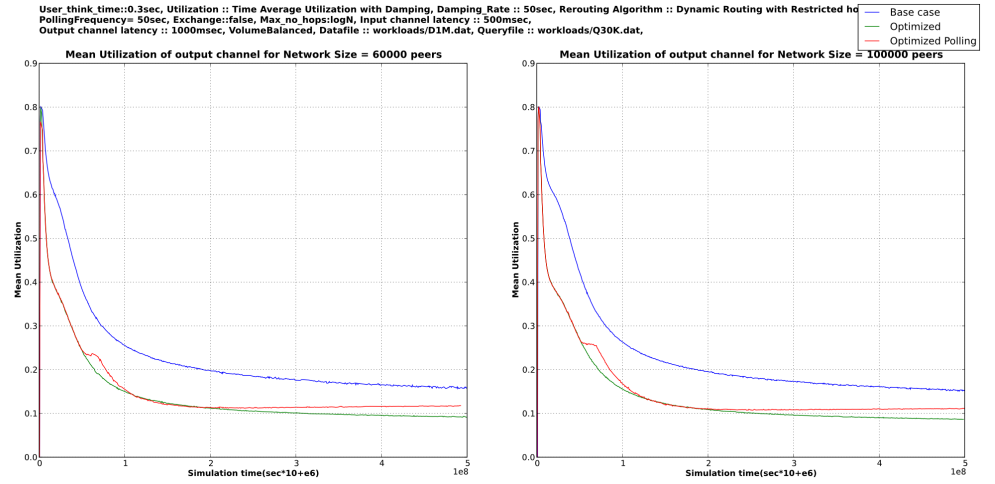 User_think_time::0.3sec, Utilization :: Time Average Utilization with Damping, Damping_Rate :: 50sec, Rerouting Algorithm :: Dynamic Routing with Restricted
PollingFrequency= 50sec, Exchange::false, Max_no_hops:logN, Input channel latency :: 500msec,
Output channel latency :: 1000msec, VolumeBalanced, Datafile :: workloads/D1M.dat, Queryfile :: workloads/Q30K.dat,
Base case
Optimized
Optimized Polling
Mean Utilization of output channel for Network Size = 60000 peers
0.9
0.8
0.7
0.6
0.5
0.4
0.3
0.2
0.1
0.0
Mean Utilization
0
1
2
3
4
5
1e8
Simulation time(sec*10+e6)
Mean Utilization of output channel for Network Size = 100000 peers
0.9
0.8
0.7
0.6
0.5
0.4
0.3
0.2
0.1
0.0
Mean Utilization
0
1
2
3
4
5
1e8
Simulation time(sec*10+e6)